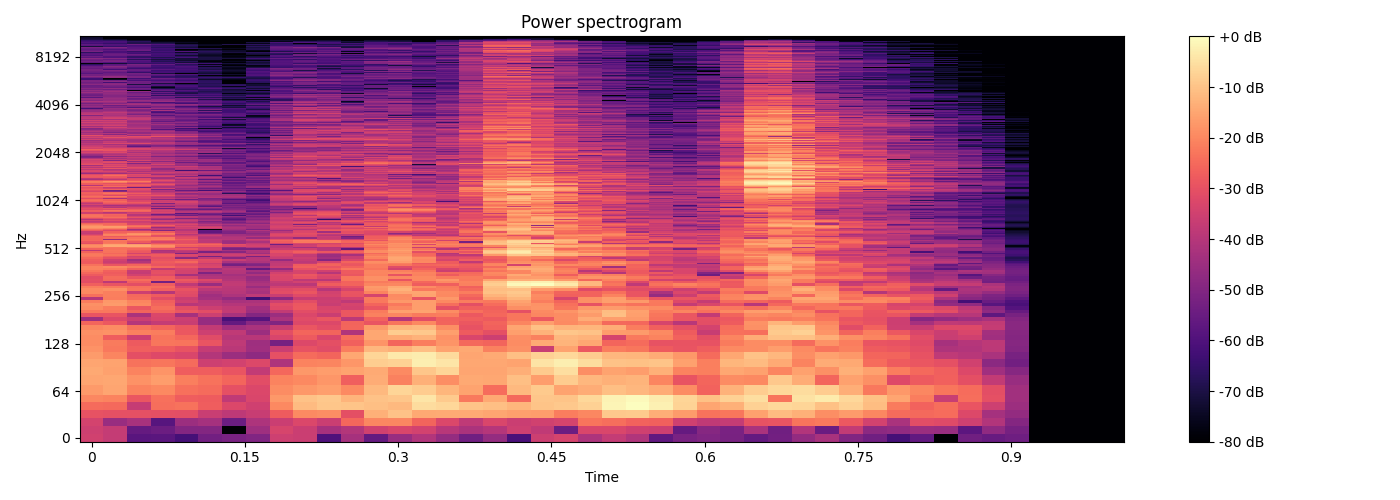 Power spectrogram
Hz
8192
4096
2048
1024
512
256
128
64
0
0 0.15 0.3 0.45 0.6 0.75 0.9
Time
+0 dB
-10 dB
-20 dB
-30 dB
-40 dB
-50 dB
-60 dB
-70 dB
-80 dB